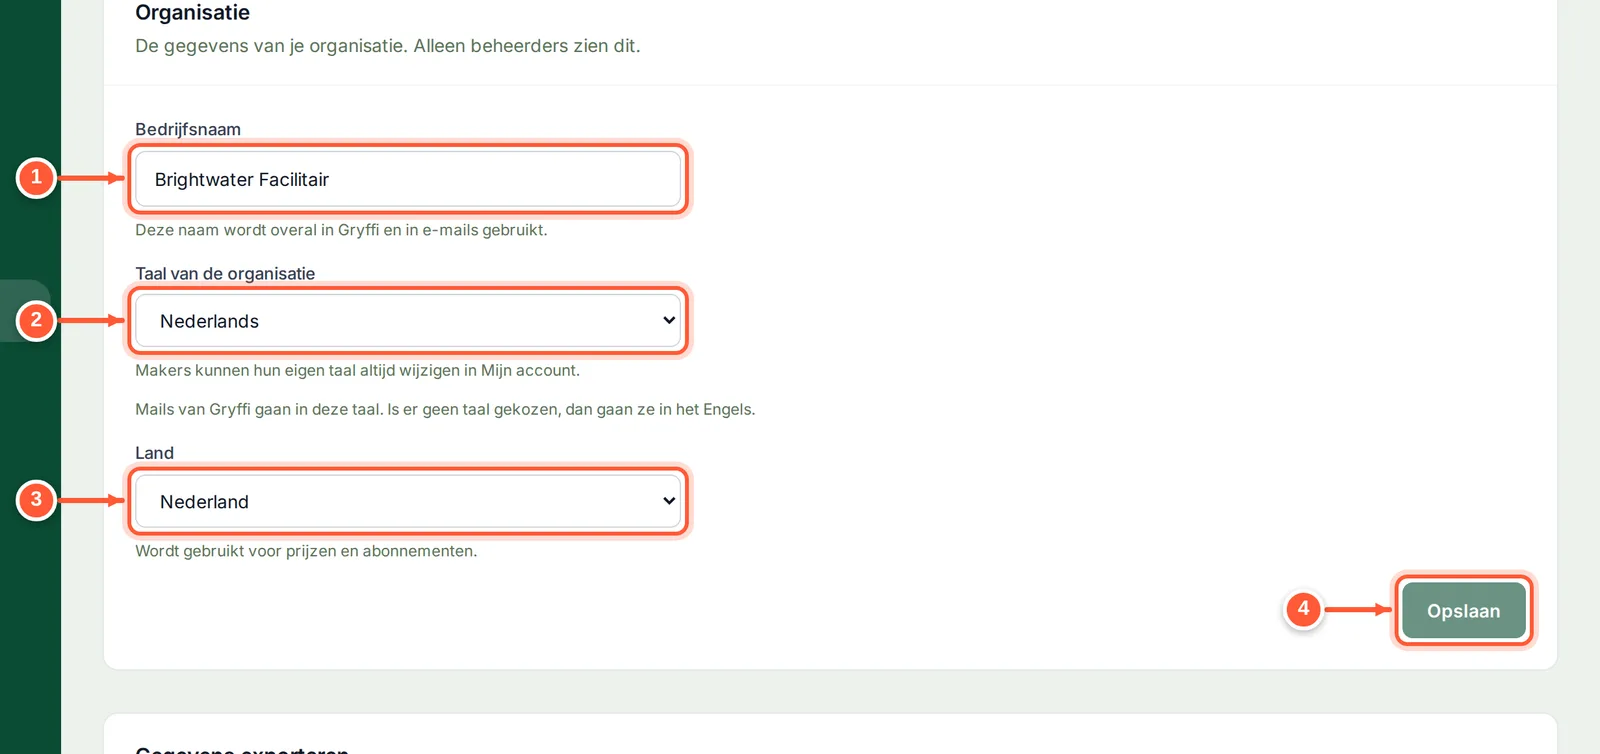 Organisatie
De gegevens van je organisatie. Alleen beheerders zien dit.
Bedrijfsnaam
1
Brightwater Facilitair
Deze naam wordt overal in Gryffi en in e-mails gebruikt.
Taal van de organisatie
2
Nederlands
Makers kunnen hun eigen taal altijd wijzigen in Mijn account.
Mails van Gryffi gaan in deze taal. Is er geen taal gekozen, dan gaan ze in het Engels.
Land
3
Nederland
Wordt gebruikt voor prijzen en abonnementen.
4
Opslaan
Gegevens exporteren